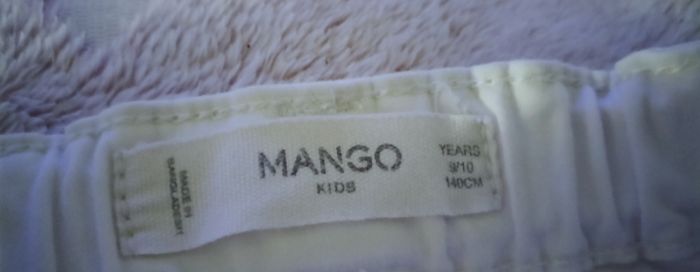 MANGO
KIDS
YEARS
9/10
140CM
MADE IN
BANGLADESH